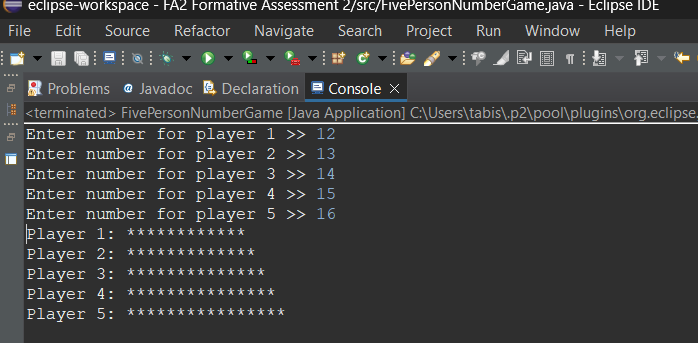 eclipse-workspace - FA2 Formative Assessment 2/src/FivePersonNumberGame.java - Eclipse IDE
File Edit Source Refactor Navigate Search Project Run Window Help
Problems Javadoc Declaration Console
<terminated> FivePersonNumberGame [Java Application] C:\Users\tabis\.p2\pool\plugins\org.eclipse.
Enter number for player 1 >> 12
Enter number for player 2 >> 13
Enter number for player 3 >> 14
Enter number for player 4 >> 15
Enter number for player 5 >> 16
Player 1: ************
Player 2: *************
Player 3: **************
Player 4: ***************
Player 5: ****************